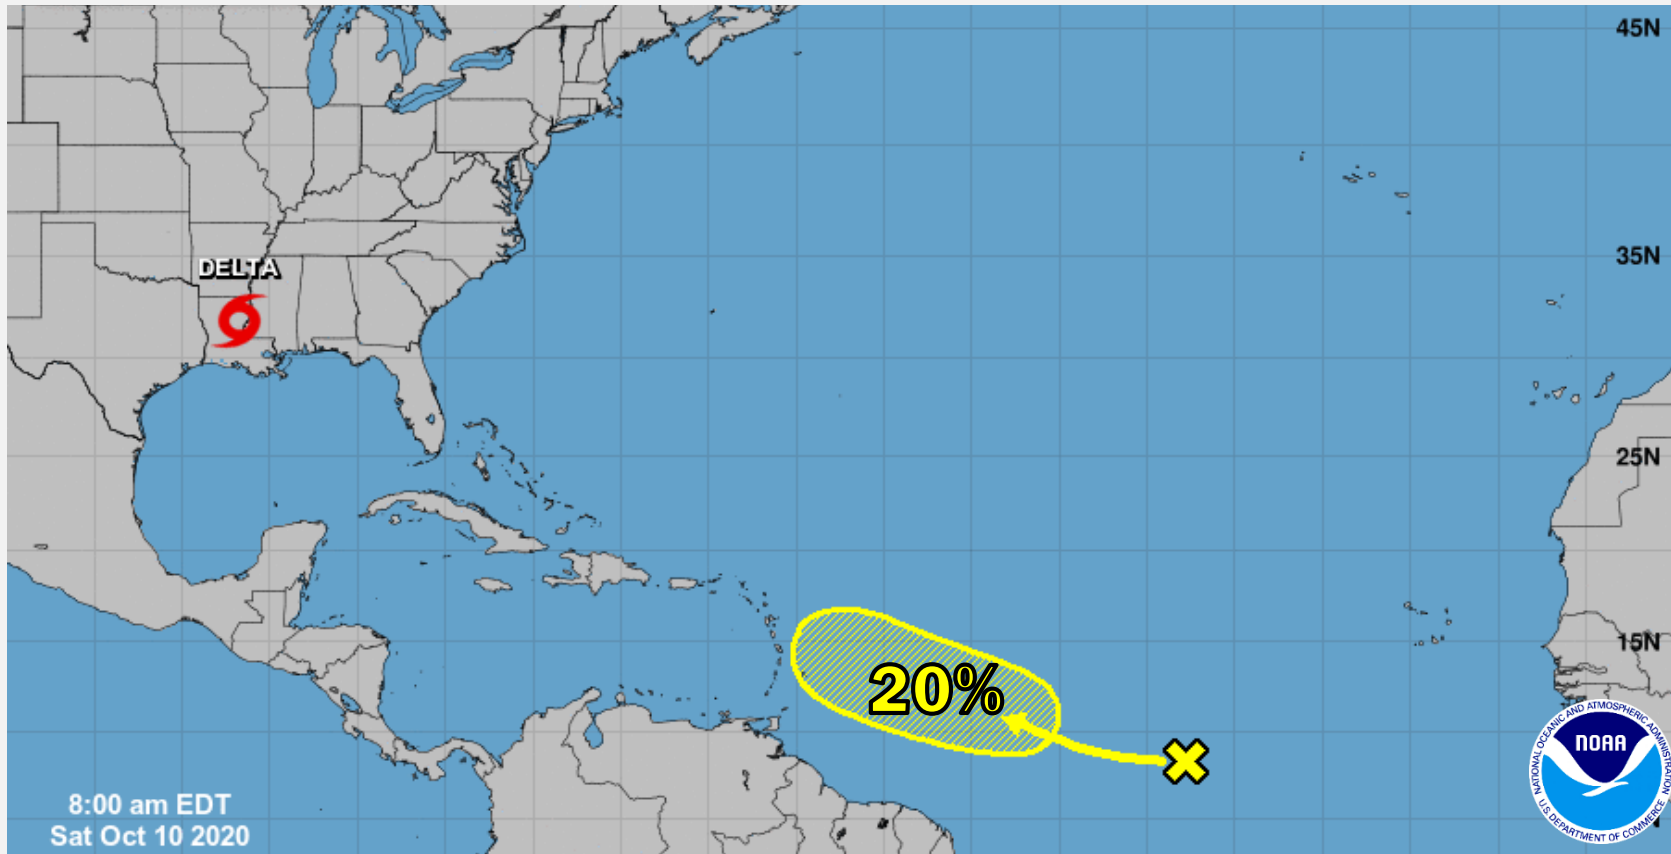 45N
35N
DELTA
25N
15N
20%
NOAA
NATIONAL OCEANIC AND ATMOSPHERIC ADMINISTRATION
U.S. DEPARTMENT OF COMMERCE
8:00 am EDT
Sat Oct 10 2020